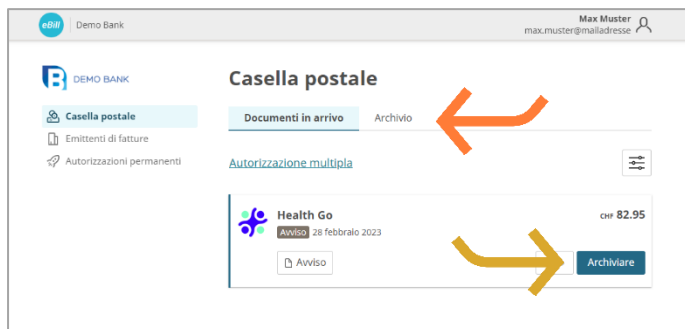 eBill Demo Bank
Max Muster
max.muster@mailadresse
DEMO BANK
Casella postale
Emittenti di fatture
Autorizzazioni permanenti
Casella postale
Documenti in arrivo Archivio
Autorizzazione multipla
Health Go
CHF 82.95
Avviso 28 febbraio 2023
Avviso
Archiviare